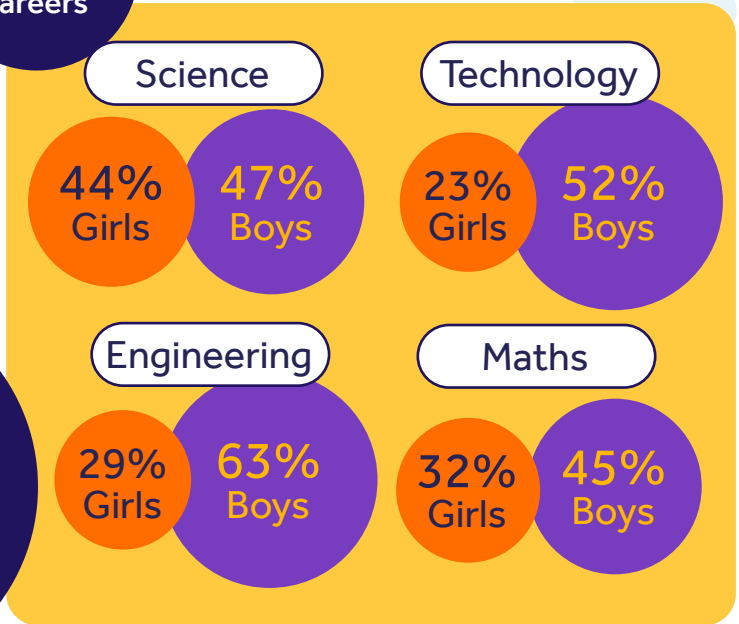 areers
Science
44%
Girls
47%
Boys
Technology
23%
Girls
52%
Boys
Engineering
29%
Girls
63%
Boys
Maths
32%
Girls
45%
Boys